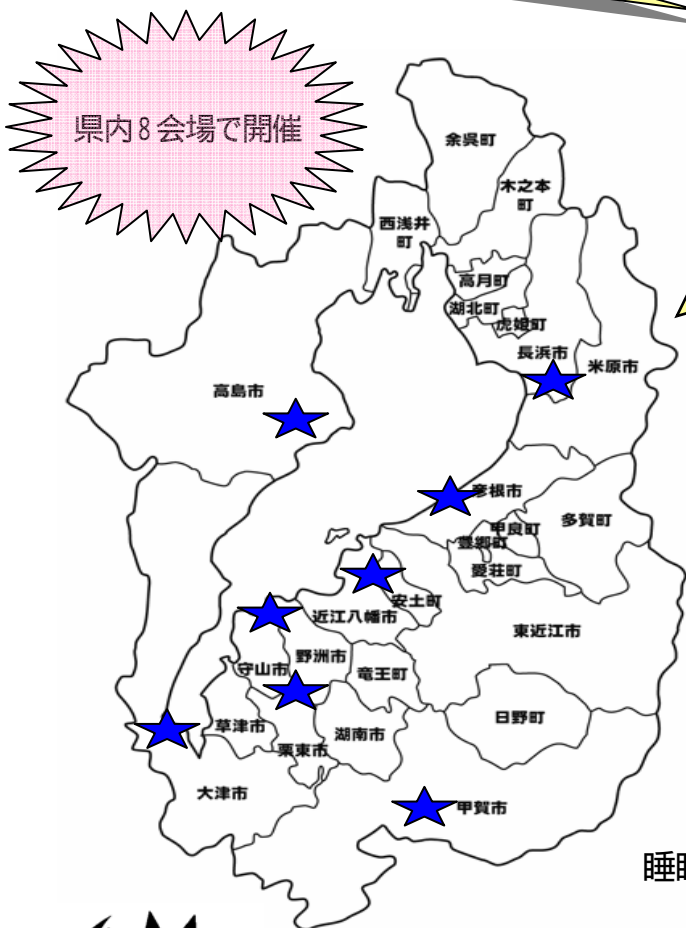 県内8会場で開催
余呉町
木之本
町
西浅井
町
高月町
湖北町
虎姫町
長浜市
米原市
高島市
彦根市
多賀町
甲良町
豊郷町
愛荘町
安土町
近江八幡市
東近江市
野洲市
守山市
竜王町
日野町
草津市
湖南市
栗東市
大津市
甲賀市